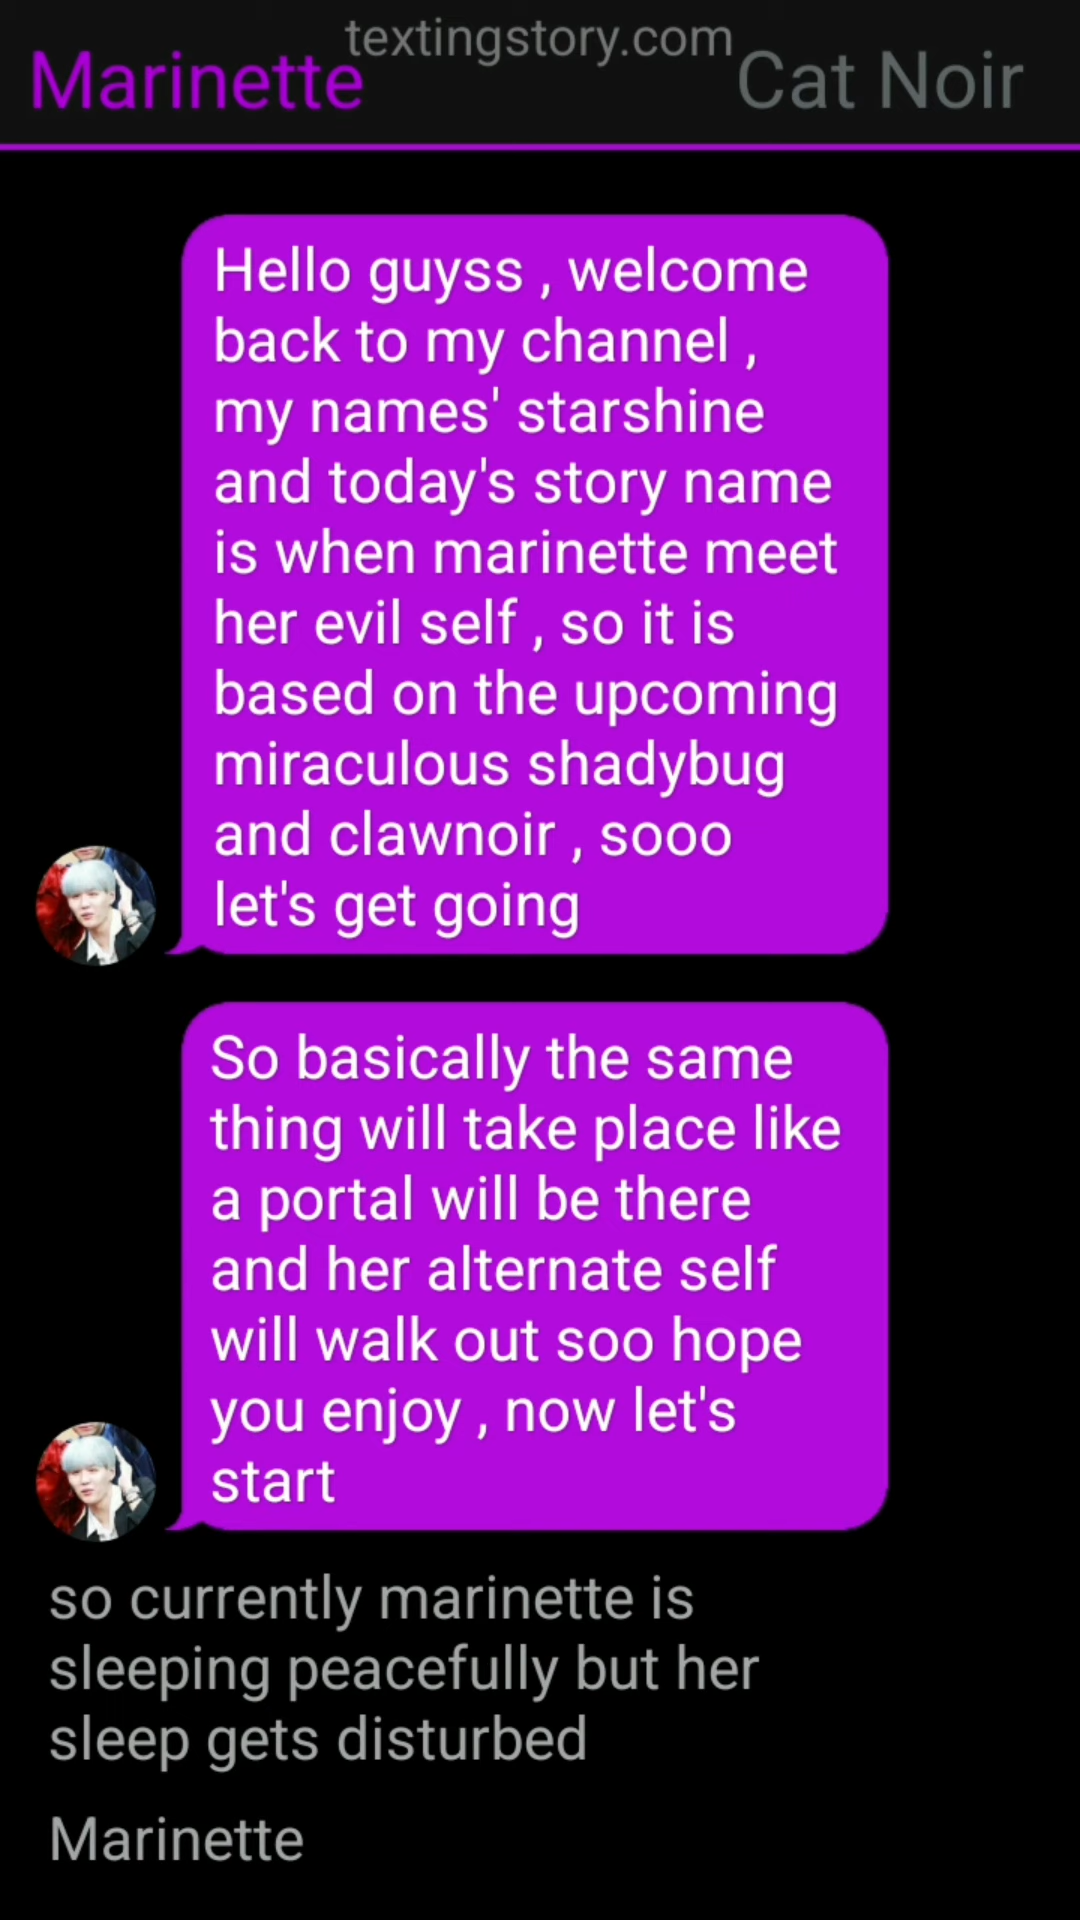 textingstory.com
Marinette
Cat Noir
Hello guyss , welcome
back to my channel ,
my names' starshine
and today's story name
is when marinette meet
her evil self , so it is
based on the upcoming
miraculous shadybug
and clawnoir , sooo
let's get going
So basically the same
thing will take place like
a portal will be there
and her alternate self
will walk out soo hope
you enjoy , now let's
start
so currently marinette is
sleeping peacefully but her
sleep gets disturbed
Marinette